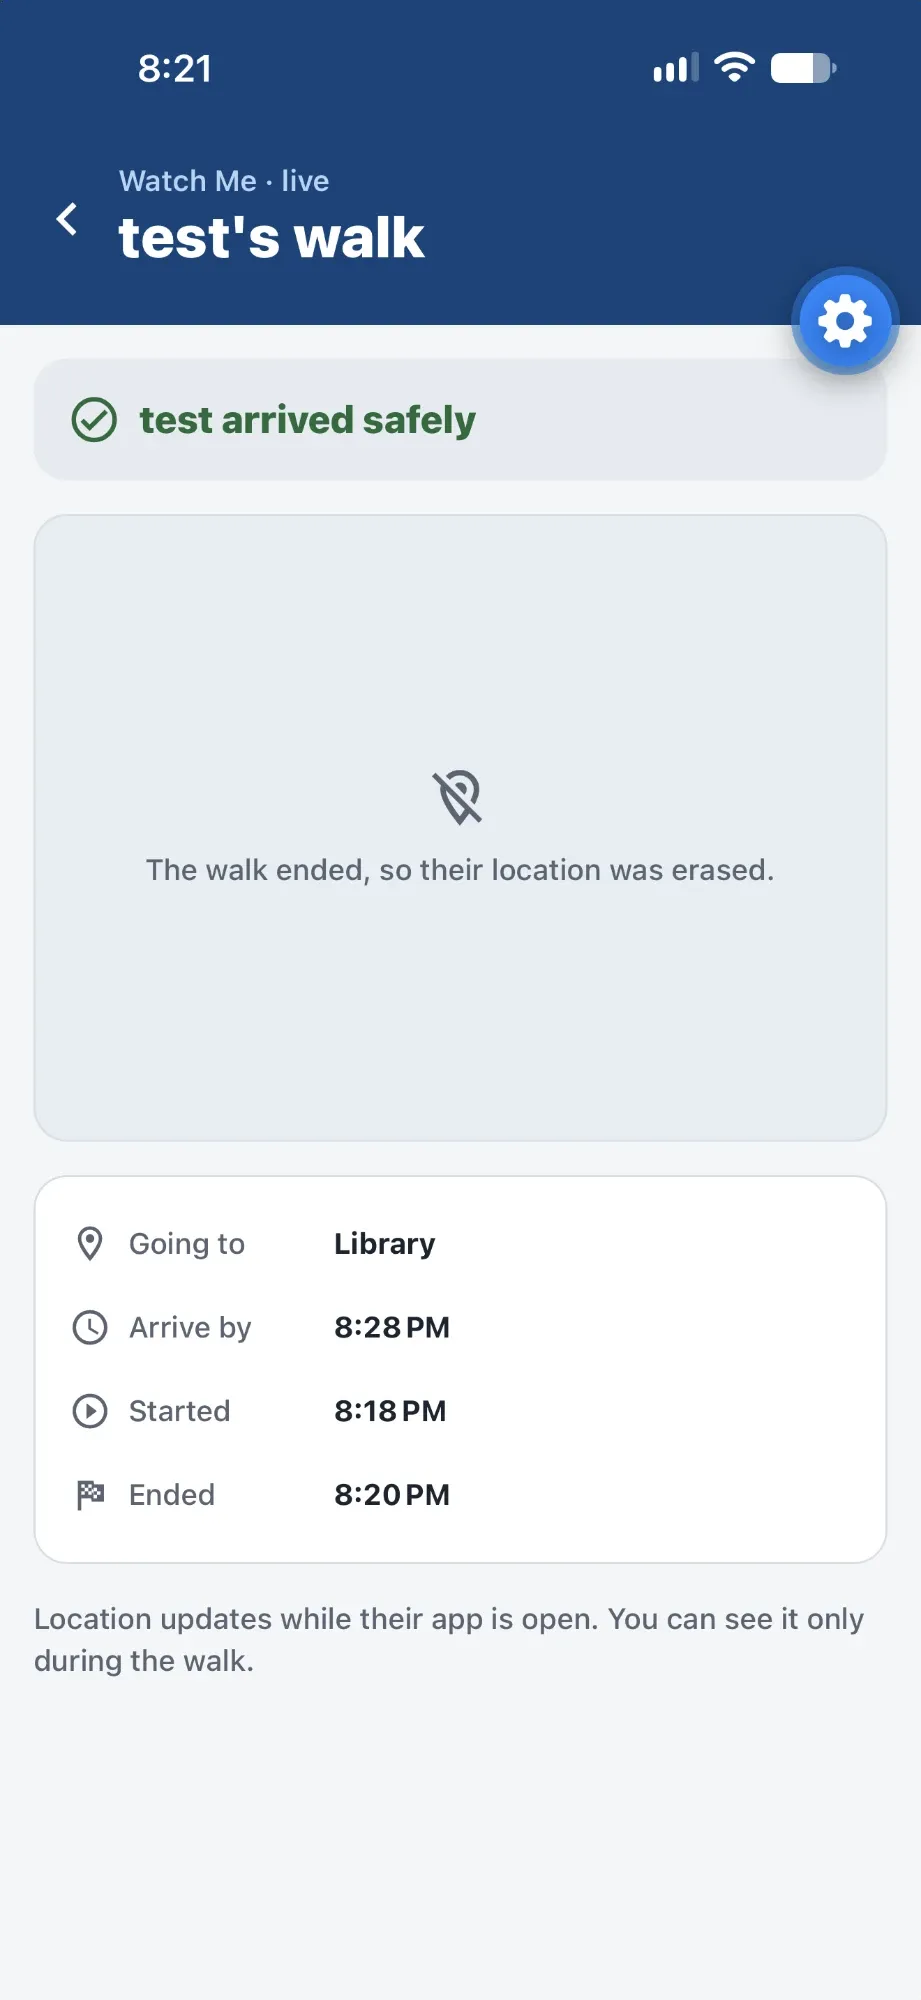 8:21
Watch Me · live
test's walk
test arrived safely
The walk ended, so their location was erased.
Going to Library
Arrive by 8:28 PM
Started 8:18 PM
Ended 8:20 PM
Location updates while their app is open. You can see it only
during the walk.